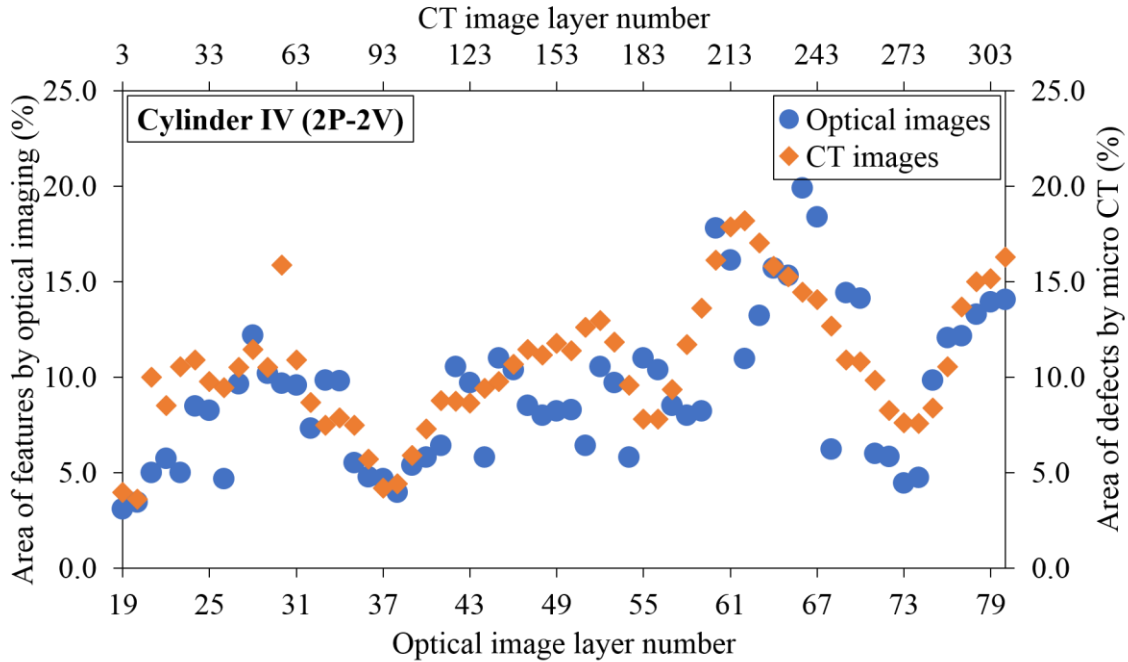 CT image layer number
3 33 63 93 123 153 183 213 243 273 303
25.0 25.0
Cylinder IV (2P-2V)
Optical images
CT images
20.0 20.0
15.0 15.0
10.0 10.0
5.0 5.0
0.0 0.0
Area of features by optical imaging (%)
Area of defects by micro CT (%)
19 25 31 37 43 49 55 61 67 73 79
Optical image layer number